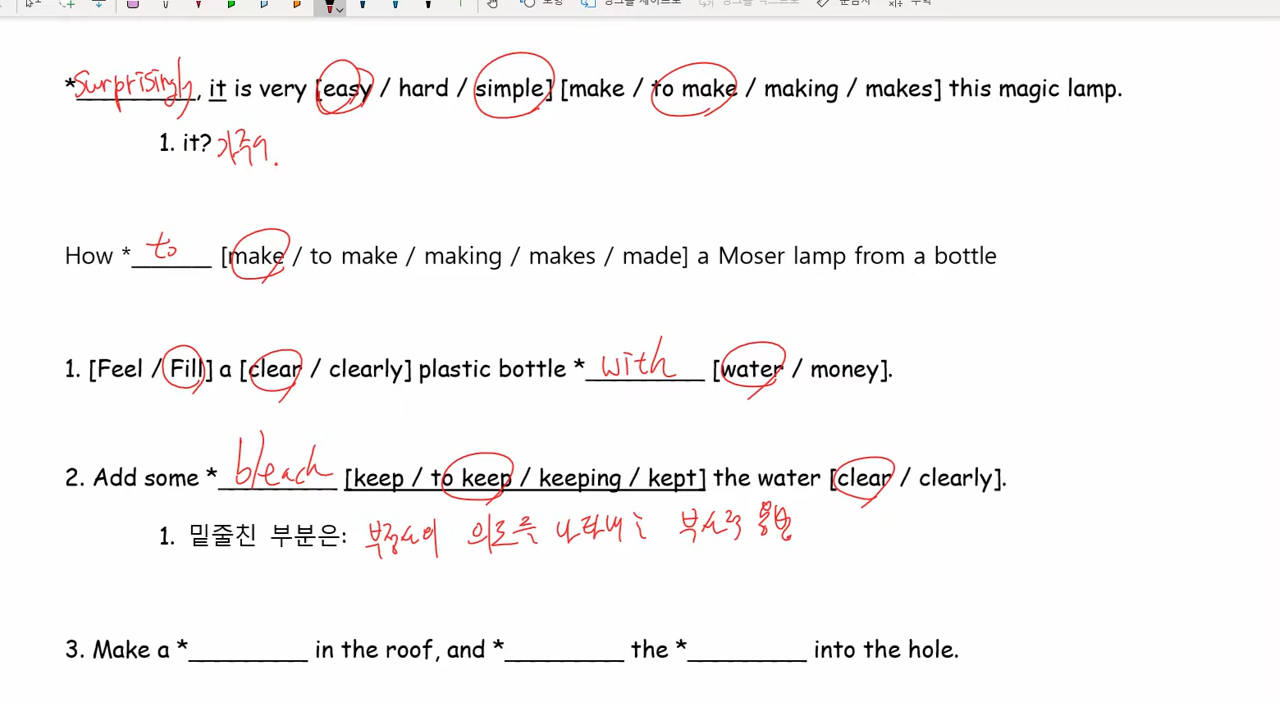 *Surprisingly, it is very [easy / hard / simple] [make / to make / making / makes] this magic lamp.
1. it? 가주어.
How * to [make / to make / making / makes / made] a Moser lamp from a bottle
1. [Feel / Fill] a [clear / clearly] plastic bottle * with [water / money].
2. Add some * bleach [keep / to keep / keeping / kept] the water [clear / clearly].
1. 밑줄친 부분은: 부정사의 의도를 나타내는 부사적 용법
3. Make a *__________ in the roof, and *__________ the *__________ into the hole.